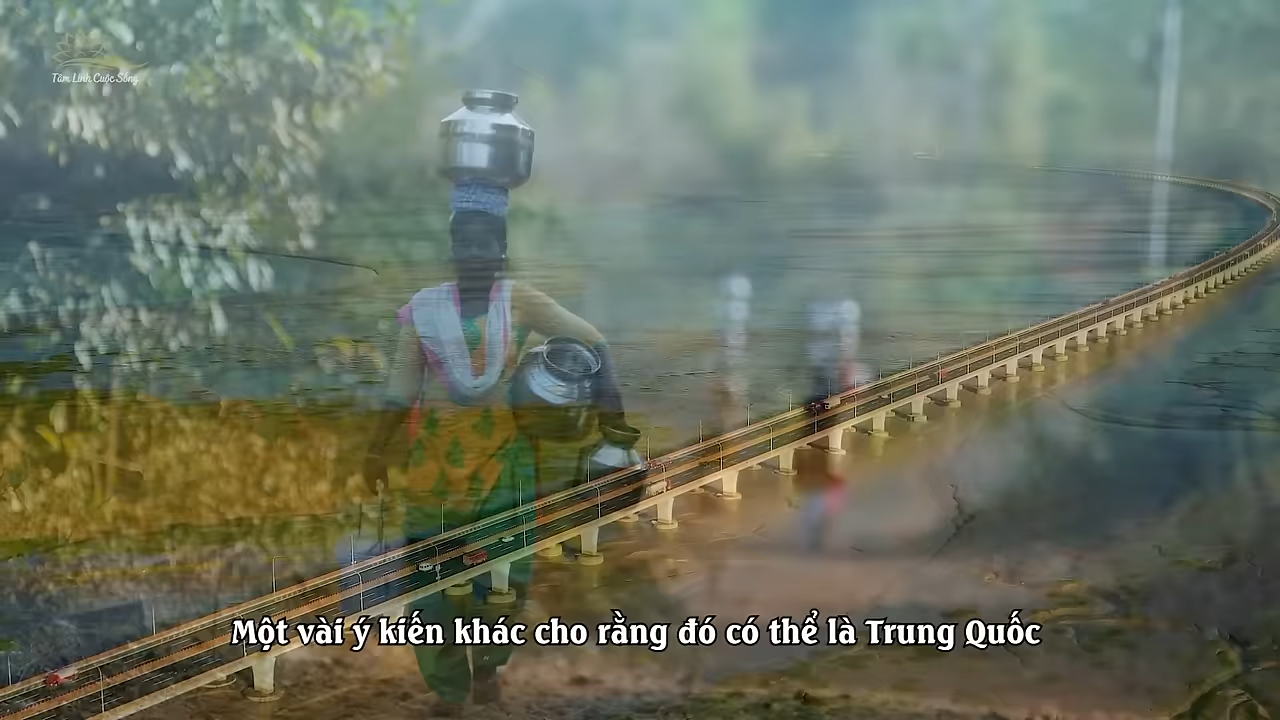 Tâm Linh Cuộc Sống
Một vài ý kiến khác cho rằng đó có thể là Trung Quốc